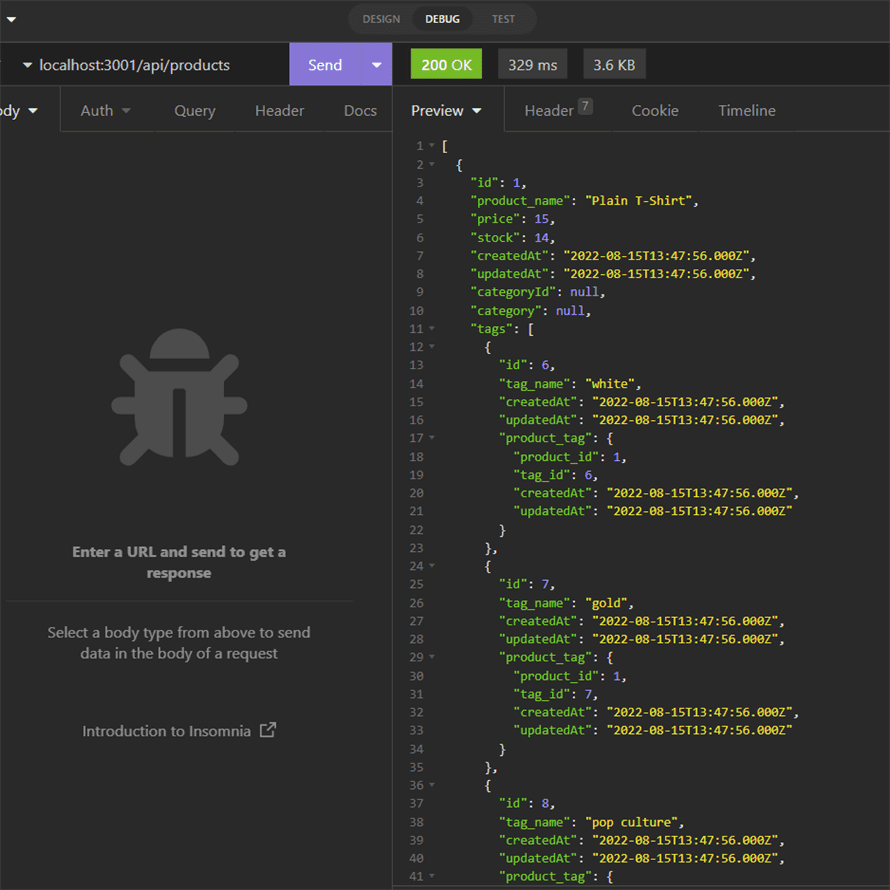 DESIGN DEBUG TEST
localhost:3001/api/products Send 200 OK 329 ms 3.6 KB
ody Auth Query Header Docs Preview Header 7 Cookie Timeline
1 [
2 {
3 "id": 1,
4 "product_name": "Plain T-Shirt",
5 "price": 15,
6 "stock": 14,
7 "createdAt": "2022-08-15T13:47:56.000Z",
8 "updatedAt": "2022-08-15T13:47:56.000Z",
9 "categoryId": null,
10 "category": null,
11 "tags": [
12 {
13 "id": 6,
14 "tag_name": "white",
15 "createdAt": "2022-08-15T13:47:56.000Z",
16 "updatedAt": "2022-08-15T13:47:56.000Z",
17 "product_tag": {
18 "product_id": 1,
19 "tag_id": 6,
20 "createdAt": "2022-08-15T13:47:56.000Z",
21 "updatedAt": "2022-08-15T13:47:56.000Z"
22 }
23 },
24 {
25 "id": 7,
26 "tag_name": "gold",
27 "createdAt": "2022-08-15T13:47:56.000Z",
28 "updatedAt": "2022-08-15T13:47:56.000Z",
29 "product_tag": {
30 "product_id": 1,
31 "tag_id": 7,
32 "createdAt": "2022-08-15T13:47:56.000Z",
33 "updatedAt": "2022-08-15T13:47:56.000Z"
34 }
35 },
36 {
37 "id": 8,
38 "tag_name": "pop culture",
39 "createdAt": "2022-08-15T13:47:56.000Z",
40 "updatedAt": "2022-08-15T13:47:56.000Z",
41 "product_tag": {
Enter a URL and send to get a
response
Select a body type from above to send
data in the body of a request
Introduction to Insomnia